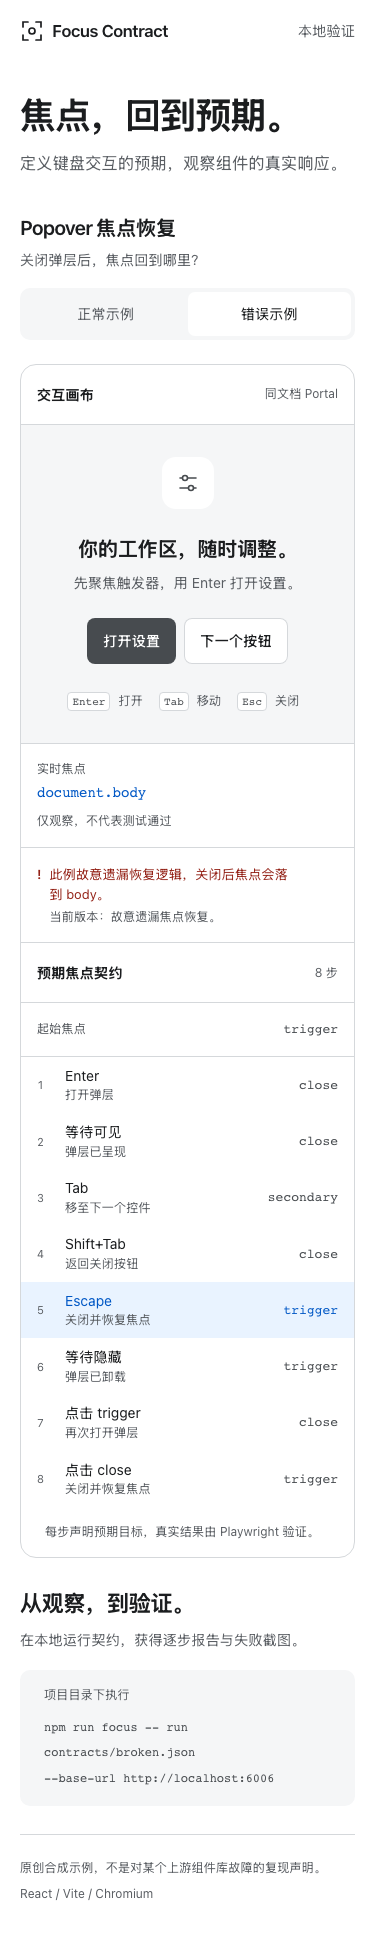 Focus Contract
本地验证
焦点，回到预期。
定义键盘交互的预期，观察组件的真实响应。
Popover 焦点恢复
关闭弹层后，焦点回到哪里？
正常示例
错误示例
交互画布
同文档 Portal
你的工作区，随时调整。
先聚焦触发器，用 Enter 打开设置。
打开设置
下一个按钮
Enter 打开 Tab 移动 Esc 关闭
实时焦点
document.body
仅观察，不代表测试通过
! 此例故意遗漏恢复逻辑，关闭后焦点会落
到 body。
当前版本：故意遗漏焦点恢复。
预期焦点契约
8 步
起始焦点
trigger
1 Enter close
打开弹层
2 等待可见 close
弹层已呈现
3 Tab secondary
移至下一个控件
4 Shift+Tab close
返回关闭按钮
5 Escape trigger
关闭并恢复焦点
6 等待隐藏 trigger
弹层已卸载
7 点击 trigger close
再次打开弹层
8 点击 close trigger
关闭并恢复焦点
每步声明预期目标，真实结果由 Playwright 验证。
从观察，到验证。
在本地运行契约，获得逐步报告与失败截图。
项目目录下执行
npm run focus -- run
contracts/broken.json
--base-url http://localhost:6006
原创合成示例，不是对某个上游组件库故障的复现声明。
React / Vite / Chromium